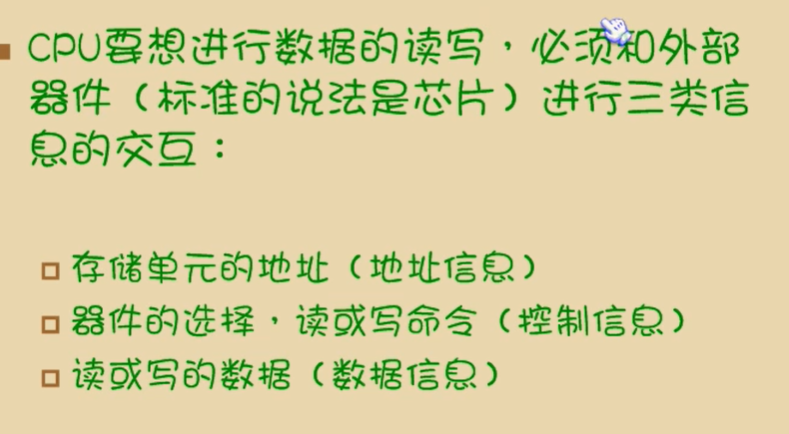 CPU要想进行数据的读写，必须和外部
器件（标准的说法是芯片）进行三类信
息的交互：
存储单元的地址（地址信息）
器件的选择，读或写命令（控制信息）
读或写的数据（数据信息）